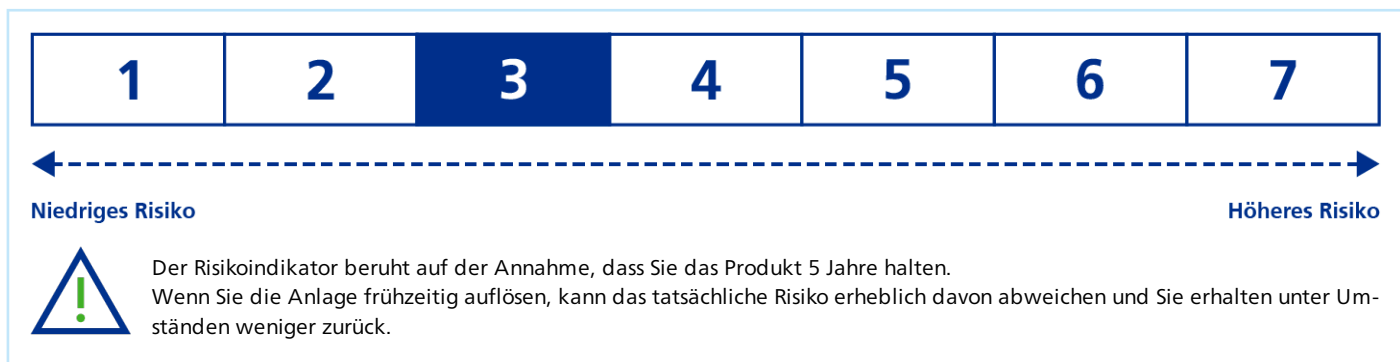 1 2 3 4 5 6 7
Niedriges Risiko Höheres Risiko
Der Risikoindikator beruht auf der Annahme, dass Sie das Produkt 5 Jahre halten.
Wenn Sie die Anlage frühzeitig auflösen, kann das tatsächliche Risiko erheblich davon abweichen und Sie erhalten unter Um-
ständen weniger zurück.